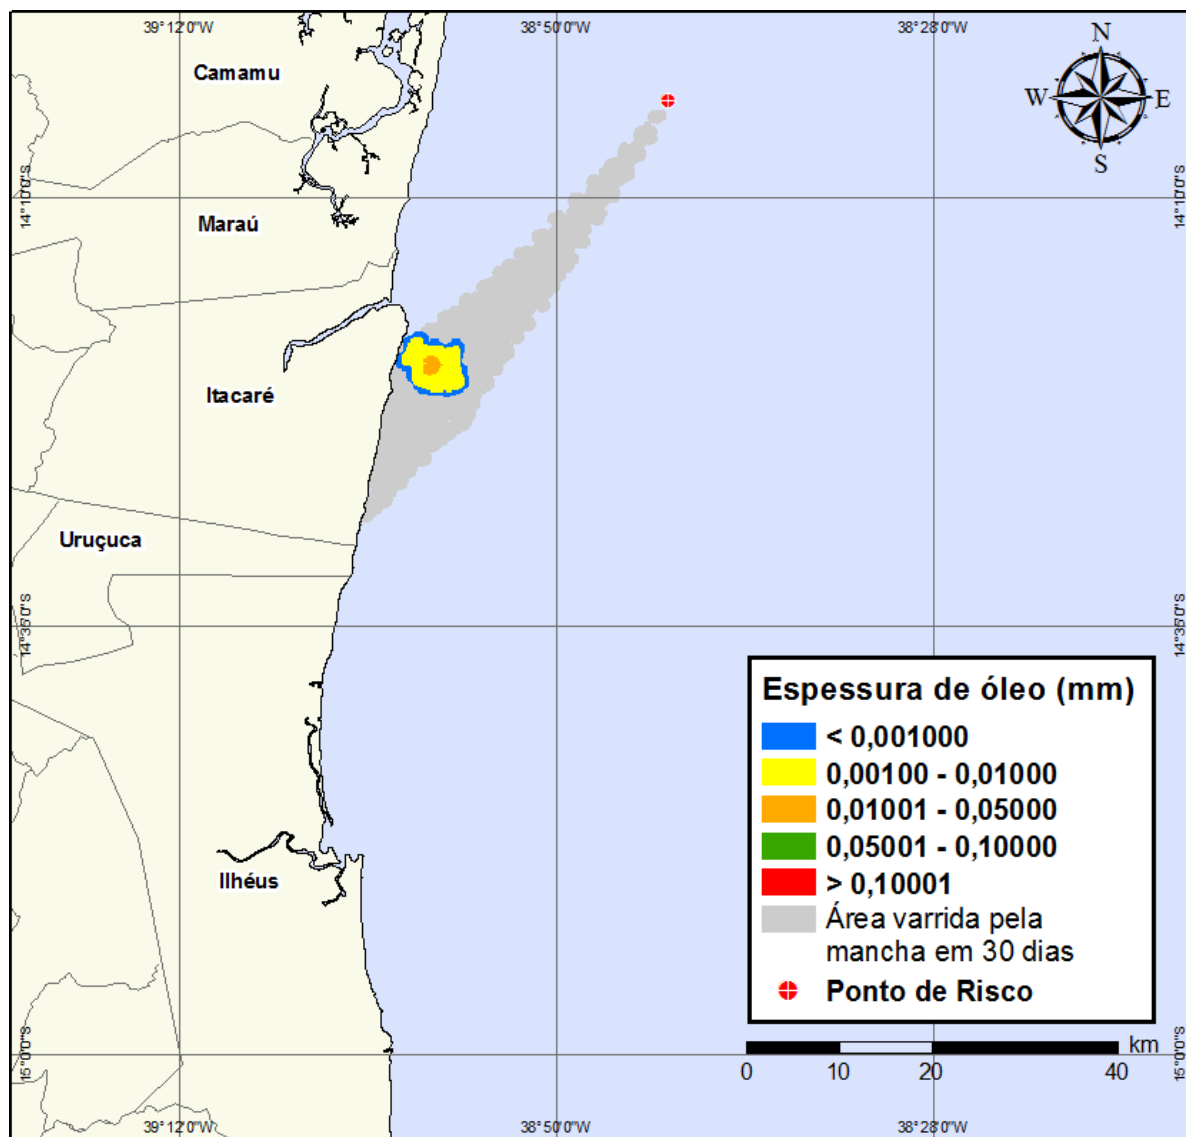 39°12'0"W
38°50'0"W
38°28'0"W
N
W
E
S
Camamu
14°10'0"S
14°10'0"S
Maraú
Itacaré
Uruçuca
14°35'0"S
14°35'0"S
Ilhéus
Espessura de óleo (mm)
< 0,001000
0,00100 - 0,01000
0,01001 - 0,05000
0,05001 - 0,10000
> 0,10001
Área varrida pela
mancha em 30 dias
Ponto de Risco
15°0'0"S
15°0'0"S
km
0
10
20
40
39°12'0"W
38°50'0"W
38°28'0"W